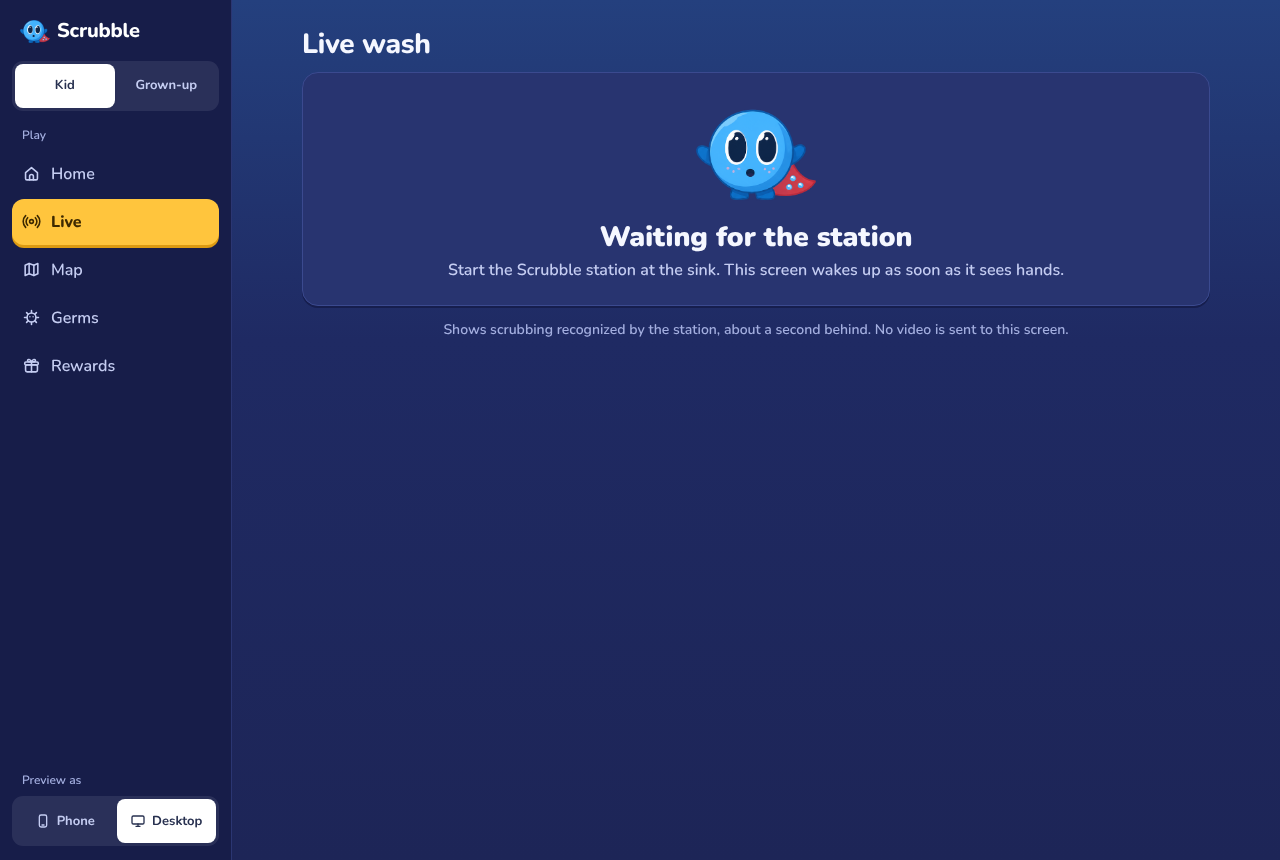 Scrubble
Kid
Grown-up
Play
Home
Live
Map
Germs
Rewards
Preview as
Phone
Desktop
Live wash
Waiting for the station
Start the Scrubble station at the sink. This screen wakes up as soon as it sees hands.
Shows scrubbing recognized by the station, about a second behind. No video is sent to this screen.